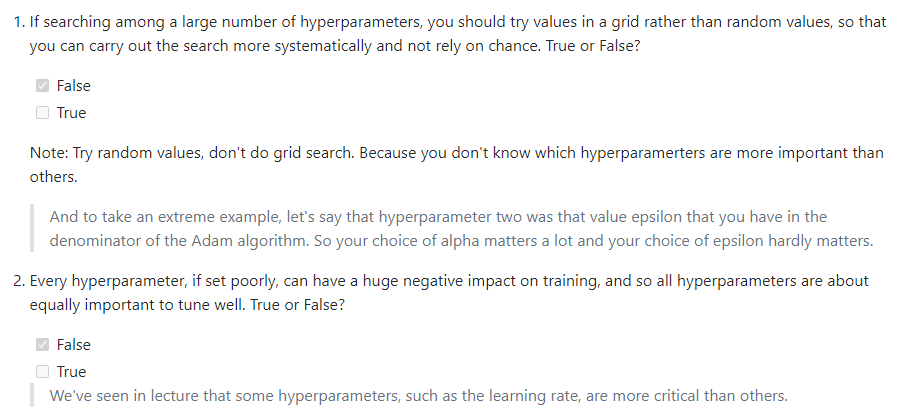 1. If searching among a large number of hyperparameters, you should try values in a grid rather than random values, so that
you can carry out the search more systematically and not rely on chance. True or False?
False
True
Note: Try random values, don't do grid search. Because you don't know which hyperparamerters are more important than
others.
And to take an extreme example, let's say that hyperparameter two was that value epsilon that you have in the
denominator of the Adam algorithm. So your choice of alpha matters a lot and your choice of epsilon hardly matters.
2. Every hyperparameter, if set poorly, can have a huge negative impact on training, and so all hyperparameters are about
equally important to tune well. True or False?
False
True
We've seen in lecture that some hyperparameters, such as the learning rate, are more critical than others.